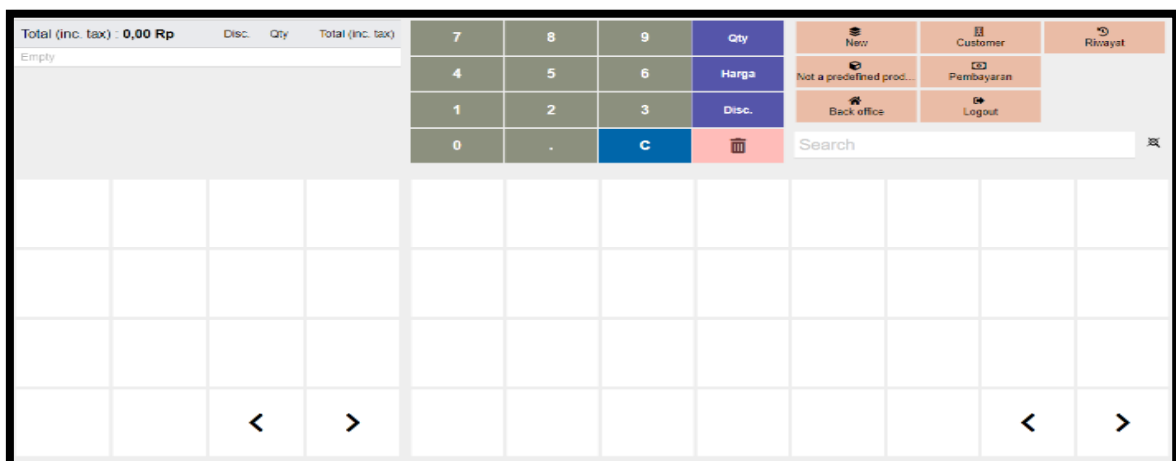 Total (inc. tax) : 0,00 Rp Disc. Qty Total (inc. tax)
Empty
7 8 9 Qty
4 5 6 Harga
1 2 3 Disc.
0 . C
New Customer Riwayat
Not a predefined prod... Pembayaran
Back office Logout
Search
< >
< >